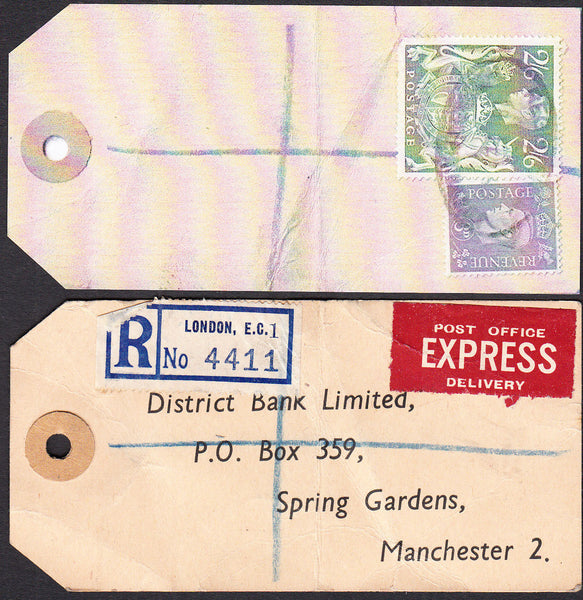 2/6
POSTAGE
2/6
POSTAGE
3D
REVENUE
R
LONDON, E.C.1
No 4411
POST OFFICE
EXPRESS
DELIVERY
District Bank Limited,
P.O. Box 359,
Spring Gardens,
Manchester 2.